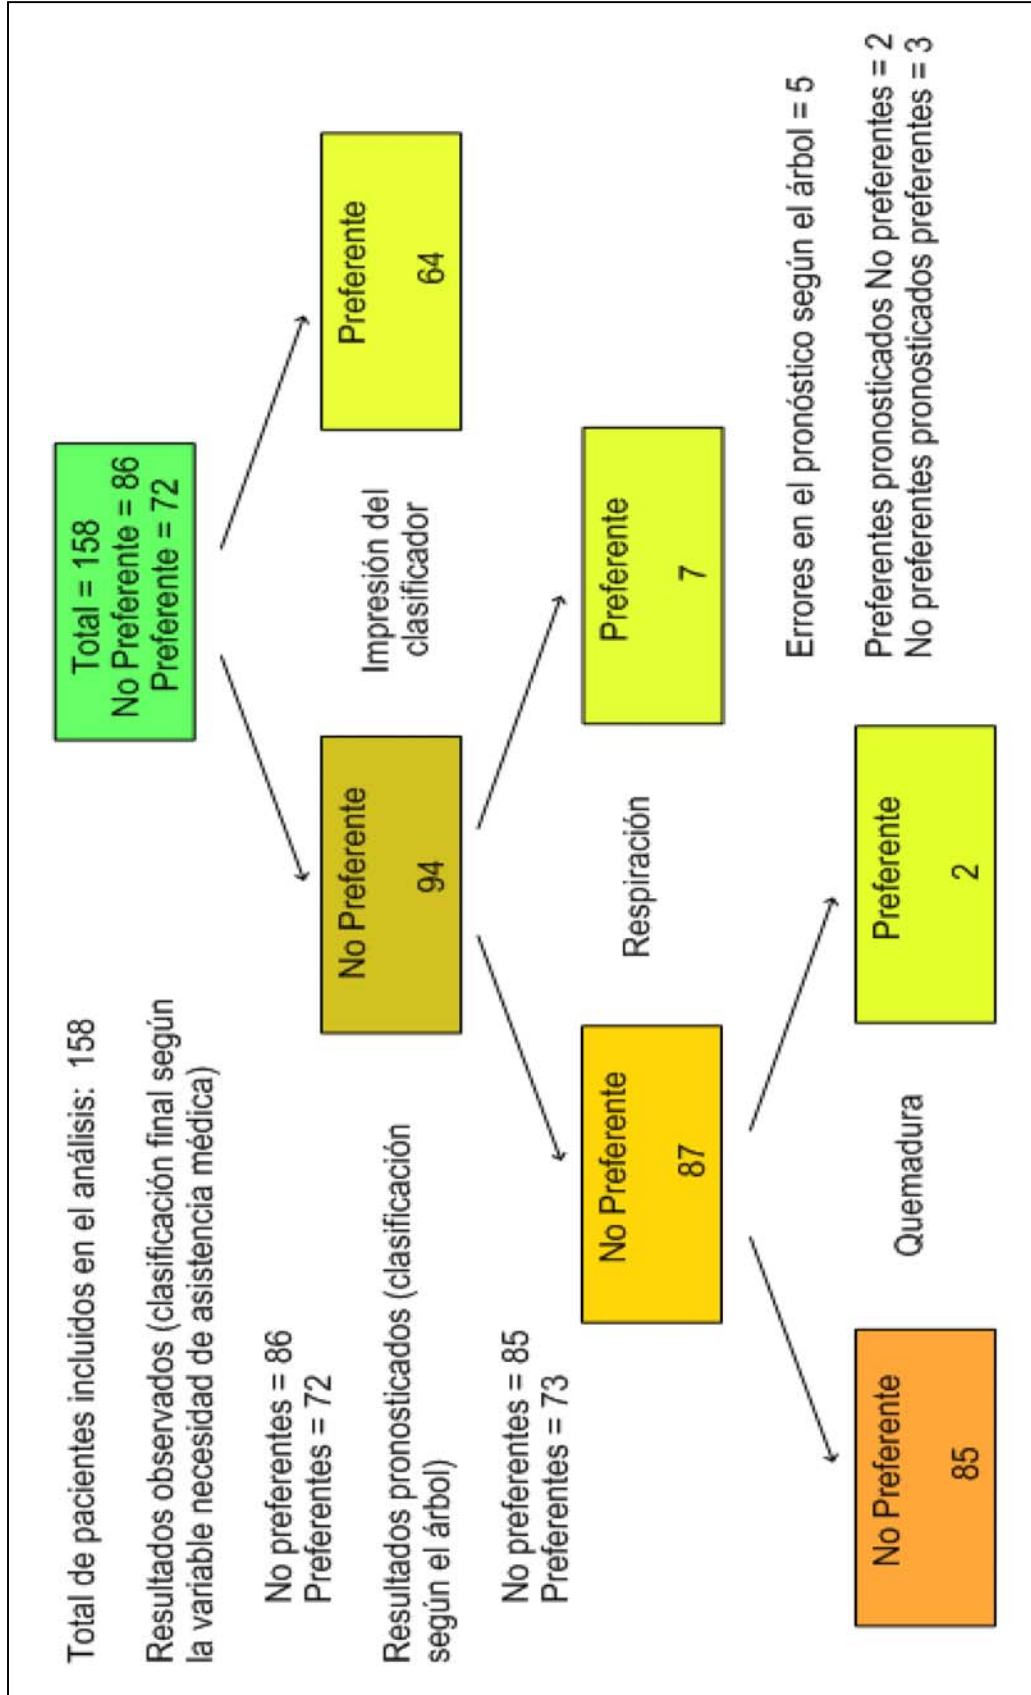 Total de pacientes incluidos en el análisis: 158
Resultados observados (clasificación final según
la variable necesidad de asistencia médica)
No preferentes = 86
Preferentes = 72
Resultados pronosticados (clasificación
según el árbol)
No preferentes = 85
Preferentes = 73
Total = 158
No Preferente = 86
Preferente = 72
No Preferente
94
Impresión del
clasificador
Preferente
64
No Preferente
87
Respiración
Preferente
7
No Preferente
85
Quemadura
Preferente
2
Errores en el pronóstico según el árbol = 5
Preferentes pronosticados No preferentes = 2
No preferentes pronosticados preferentes = 3